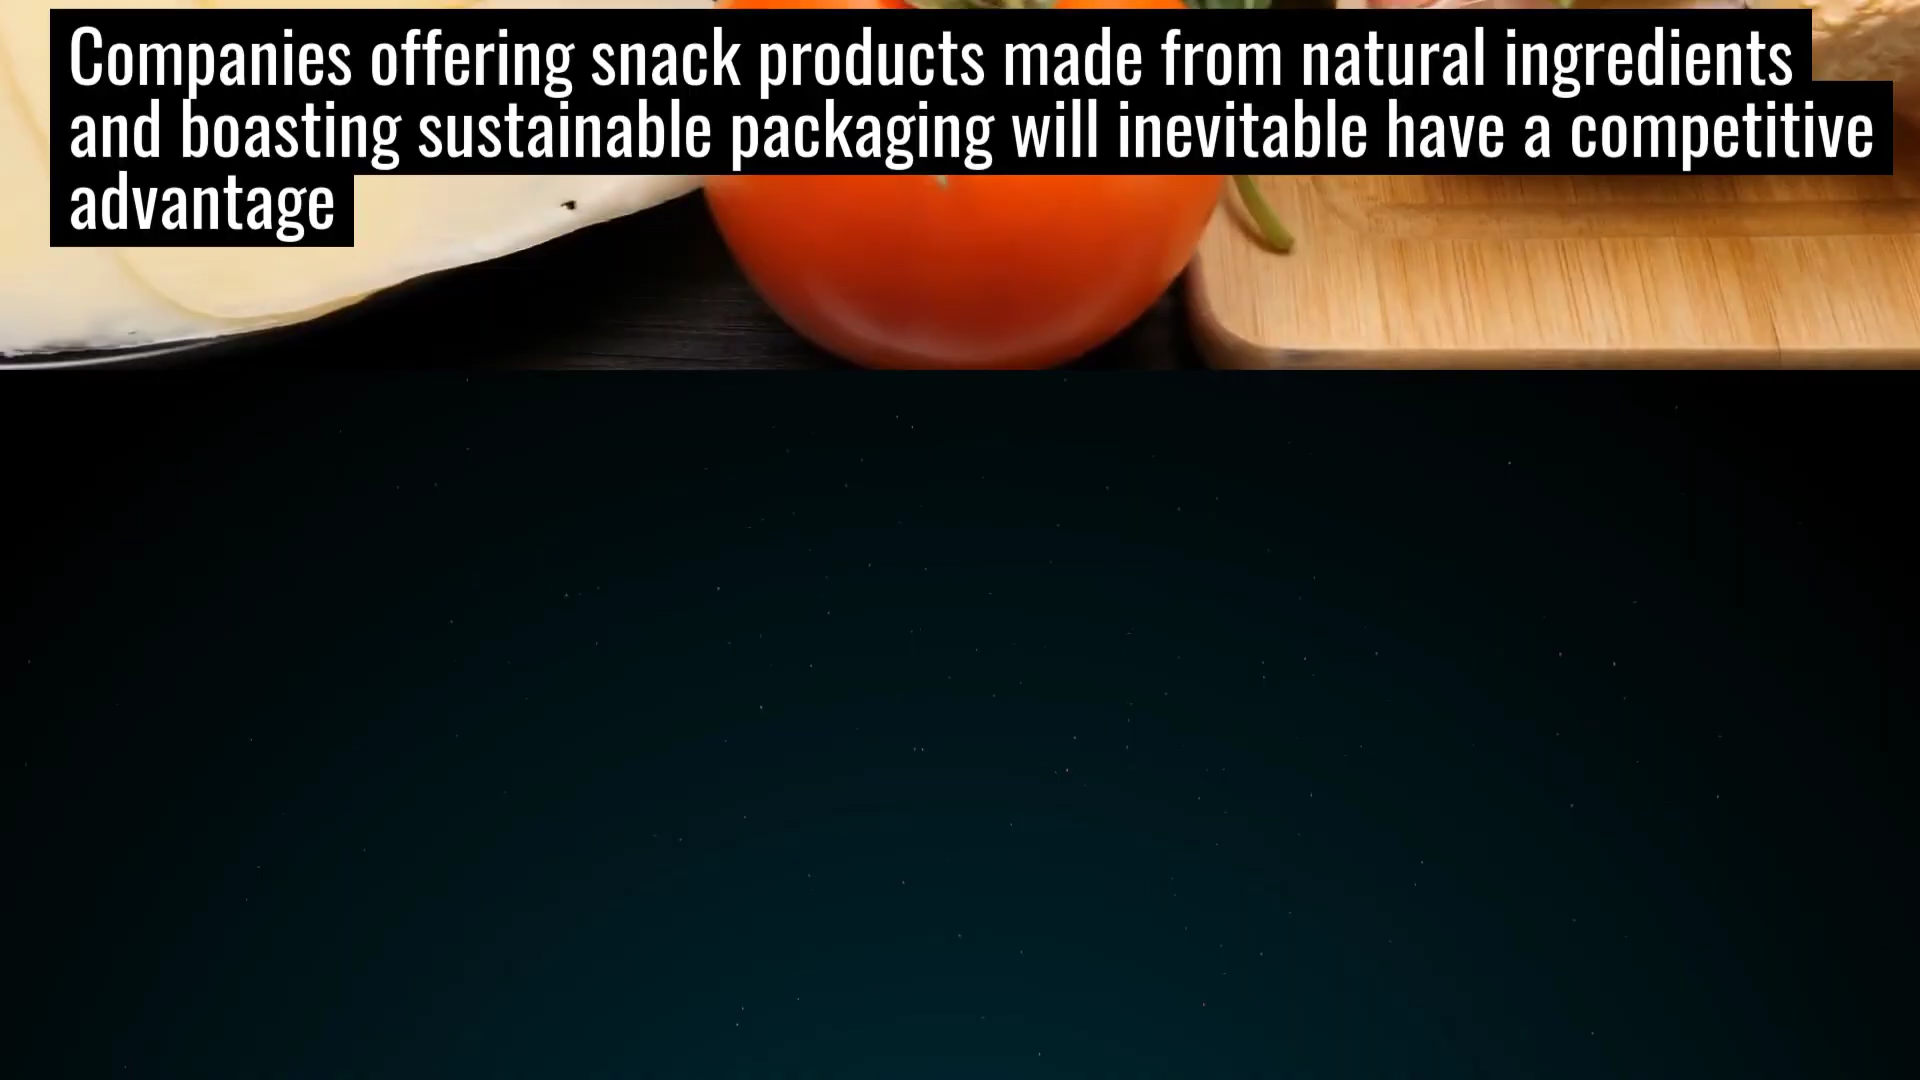 Companies offering snack products made from natural ingredients
and boasting sustainable packaging will inevitable have a competitive
advantage